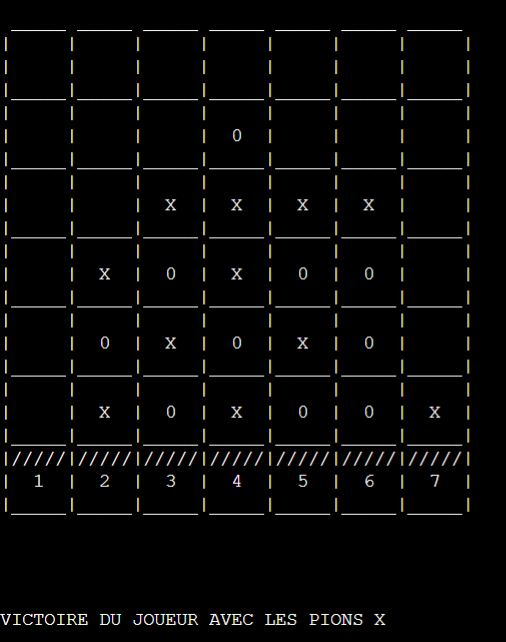 0
X X X X
X 0 X 0 0
0 X 0 X 0
X 0 X 0 0 X
|/////|/////|/////|/////|/////|/////|/////|
1 2 3 4 5 6 7
VICTOIRE DU JOUEUR AVEC LES PIONS X